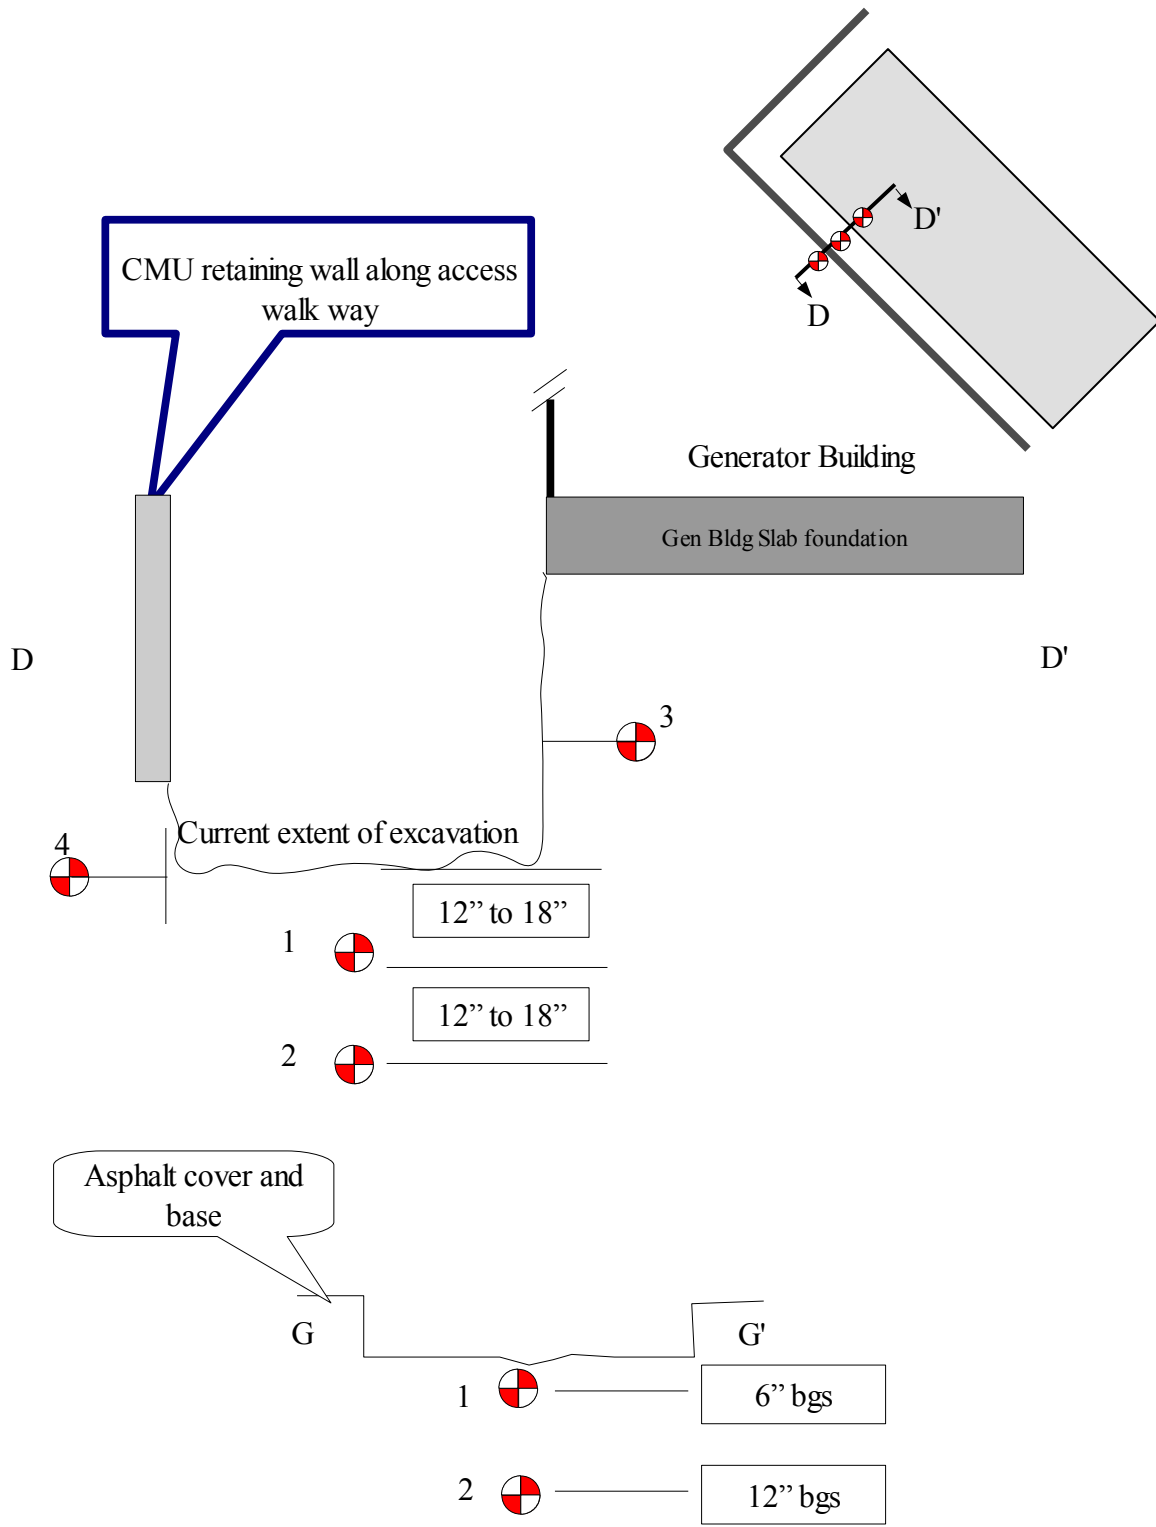 D'
D
CMU retaining wall along access
walk way
Generator Building
Gen Bldg Slab foundation
D
D'
3
4
Current extent of excavation
12” to 18”
1
12” to 18”
2
Asphalt cover and
base
G
G'
1
6” bgs
2
12” bgs